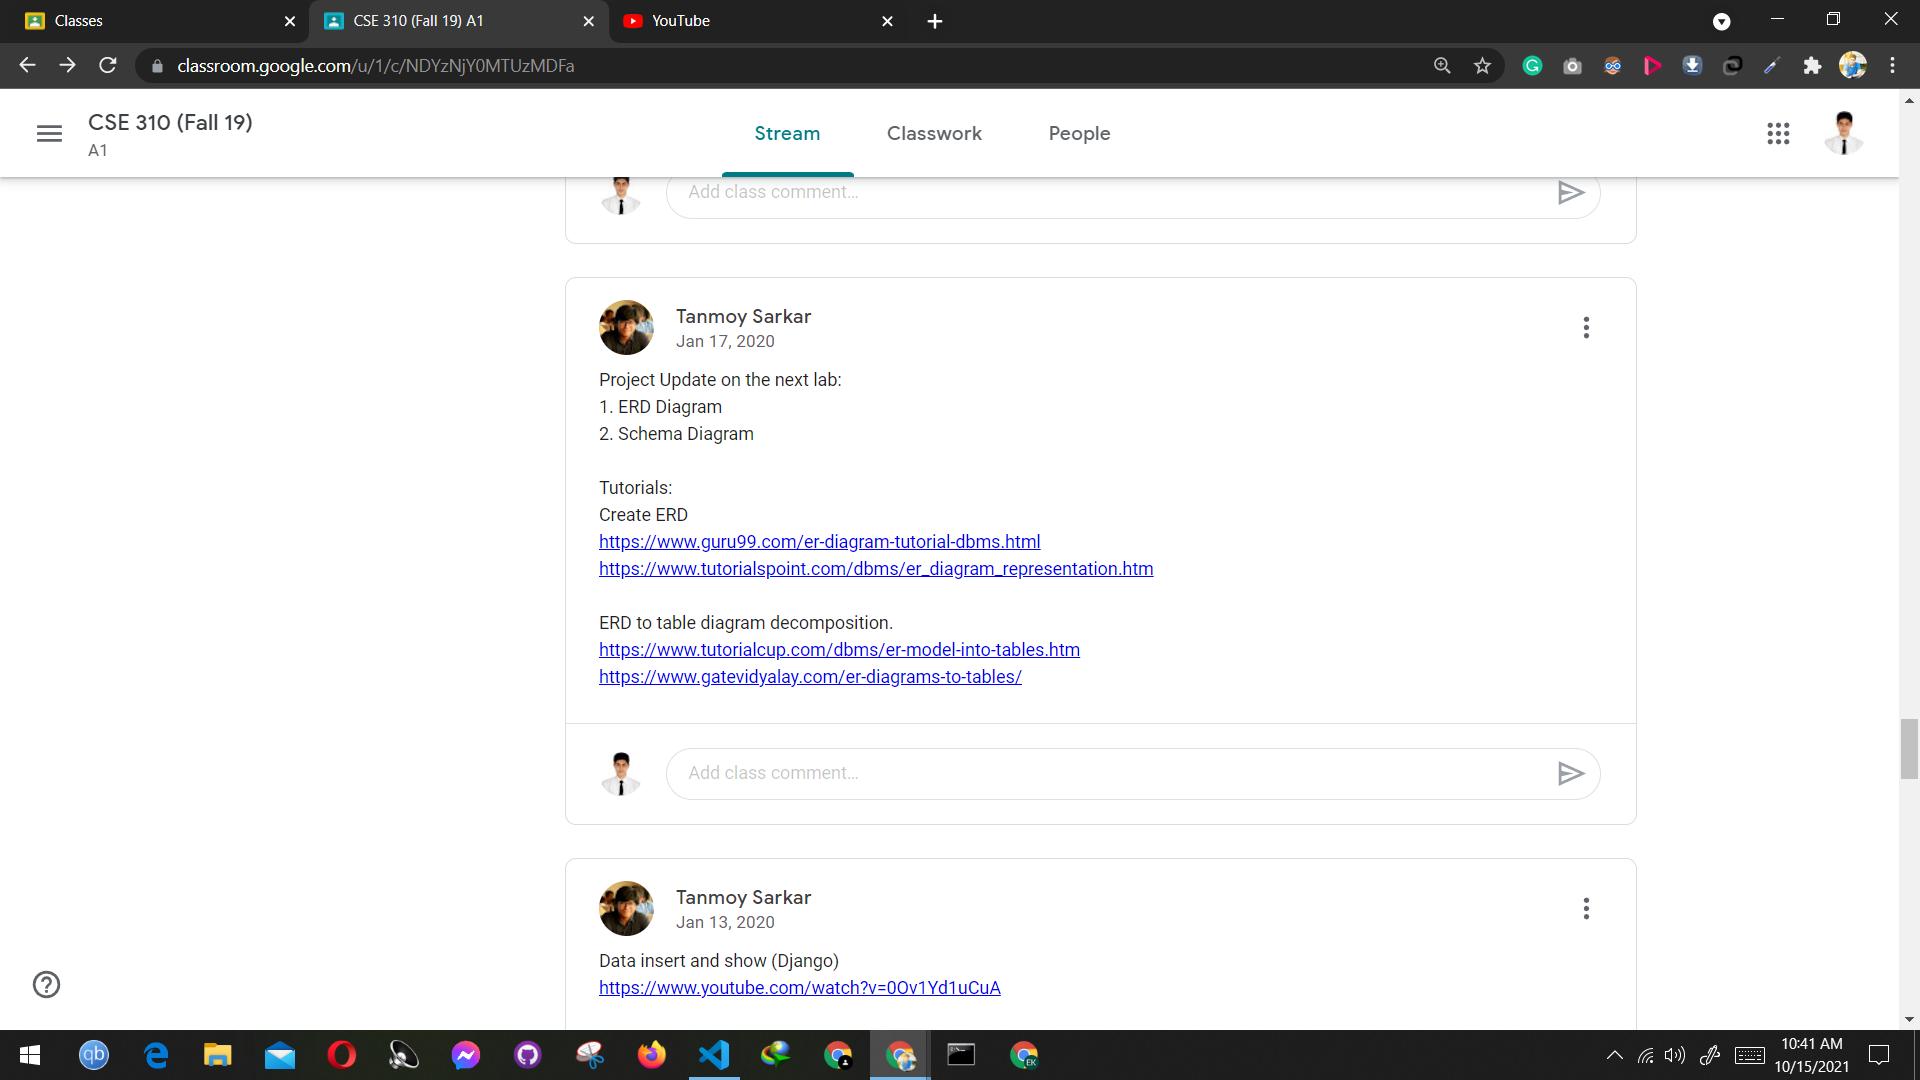 Classes
CSE 310 (Fall 19) A1
YouTube
classroom.google.com/u/1/c/NDYzNjY0MTUzMDFa
CSE 310 (Fall 19)
A1
Stream
Classwork
People
Add class comment...
Tanmoy Sarkar
Jan 17, 2020
Project Update on the next lab:
1. ERD Diagram
2. Schema Diagram
Tutorials:
Create ERD
https://www.guru99.com/er-diagram-tutorial-dbms.html
https://www.tutorialspoint.com/dbms/er_diagram_representation.htm
ERD to table diagram decomposition.
https://www.tutorialcup.com/dbms/er-model-into-tables.htm
https://www.gatevidyalay.com/er-diagrams-to-tables/
Add class comment...
Tanmoy Sarkar
Jan 13, 2020
Data insert and show (Django)
https://www.youtube.com/watch?v=0Ov1Yd1uCuA
qb
EK
10:41 AM
10/15/2021